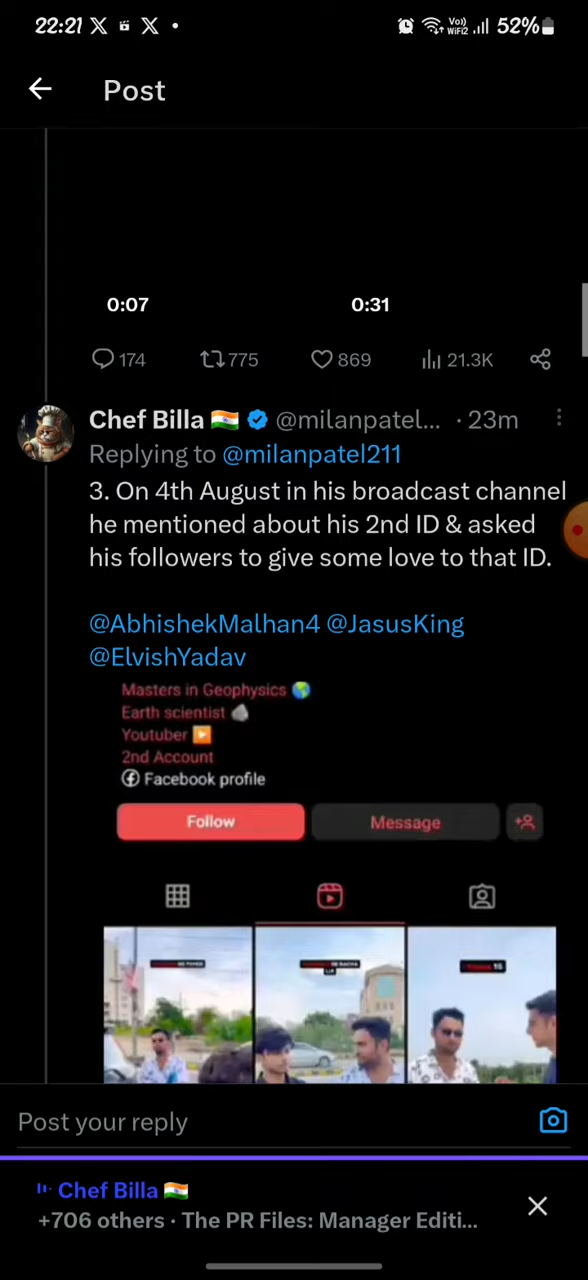 22:21
Vo)) WiFi2
52%
Post
0:07
0:31
174
775
869
21.3K
Chef Billa 🇮🇳 @milanpatel... · 23m
Replying to @milanpatel211
3. On 4th August in his broadcast channel
he mentioned about his 2nd ID & asked
his followers to give some love to that ID.
@AbhishekMalhan4 @JasusKing
@ElvishYadav
Masters in Geophysics 🌎
Earth scientist 🪨
Youtuber ▶️
2nd Account
Facebook profile
Follow
Message
Post your reply
Chef Billa 🇮🇳
+706 others · The PR Files: Manager Editi...